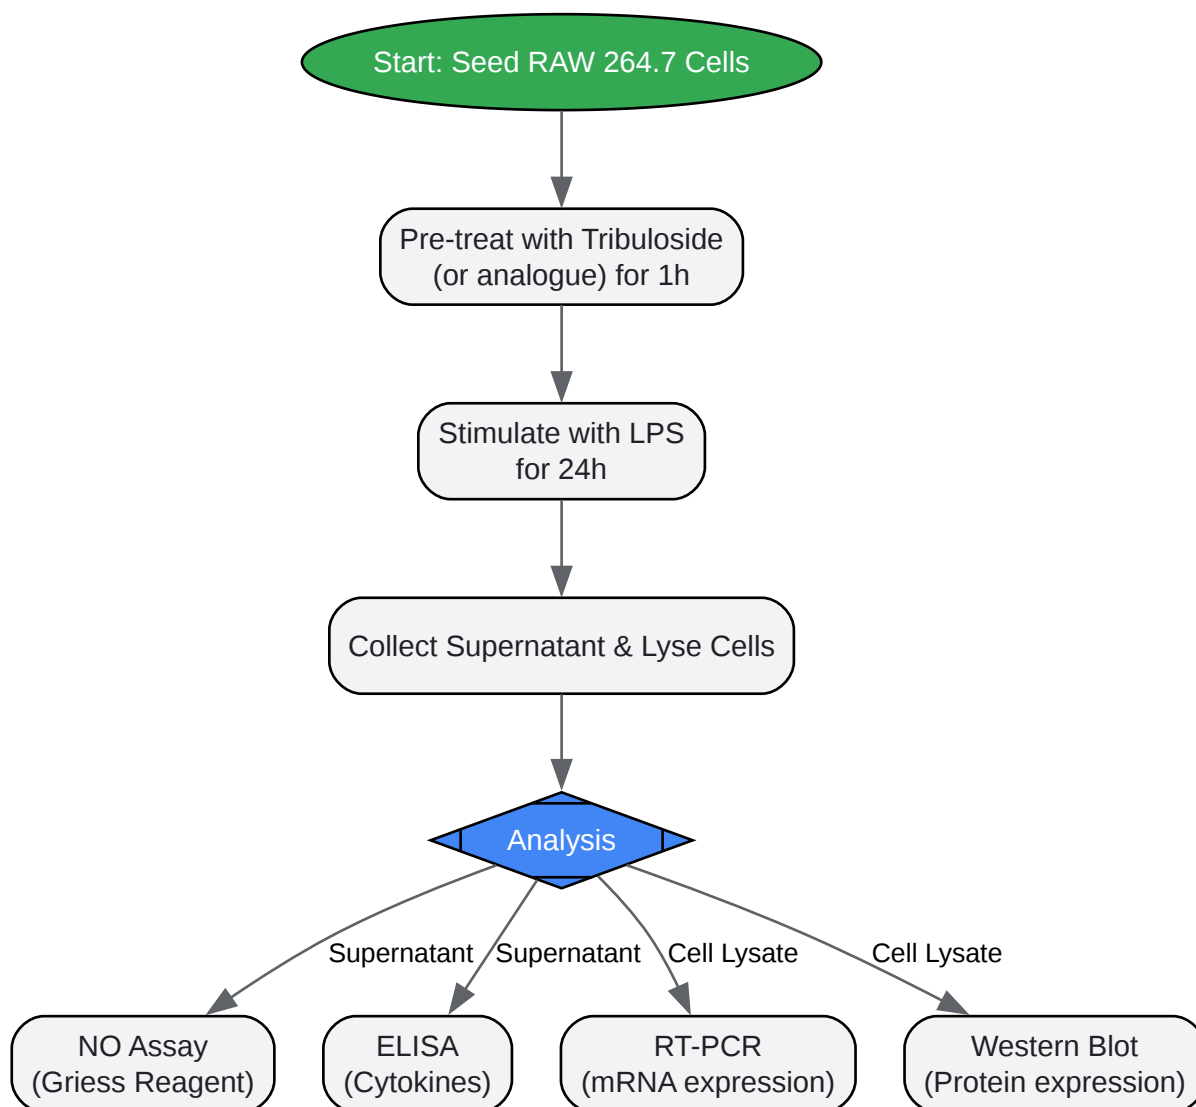 Start: Seed RAW 264.7 Cells
Pre-treat with Tribuloside
(or analogue) for 1h
Stimulate with LPS
for 24h
Collect Supernatant & Lyse Cells
Analysis
Supernatant
Supernatant
Cell Lysate
Cell Lysate
NO Assay
(Griess Reagent)
ELISA
(Cytokines)
RT-PCR
(mRNA expression)
Western Blot
(Protein expression)